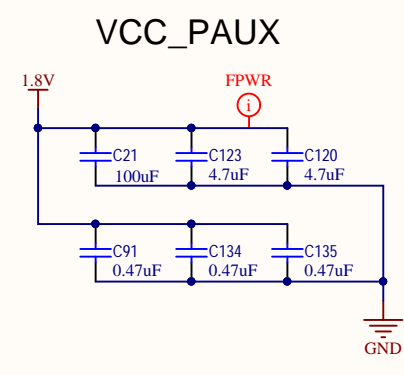 VCC_PAUX
1.8V
FPWR
i
C21
100uF
C123
4.7uF
C120
4.7uF
C91
0.47uF
C134
0.47uF
C135
0.47uF
GND